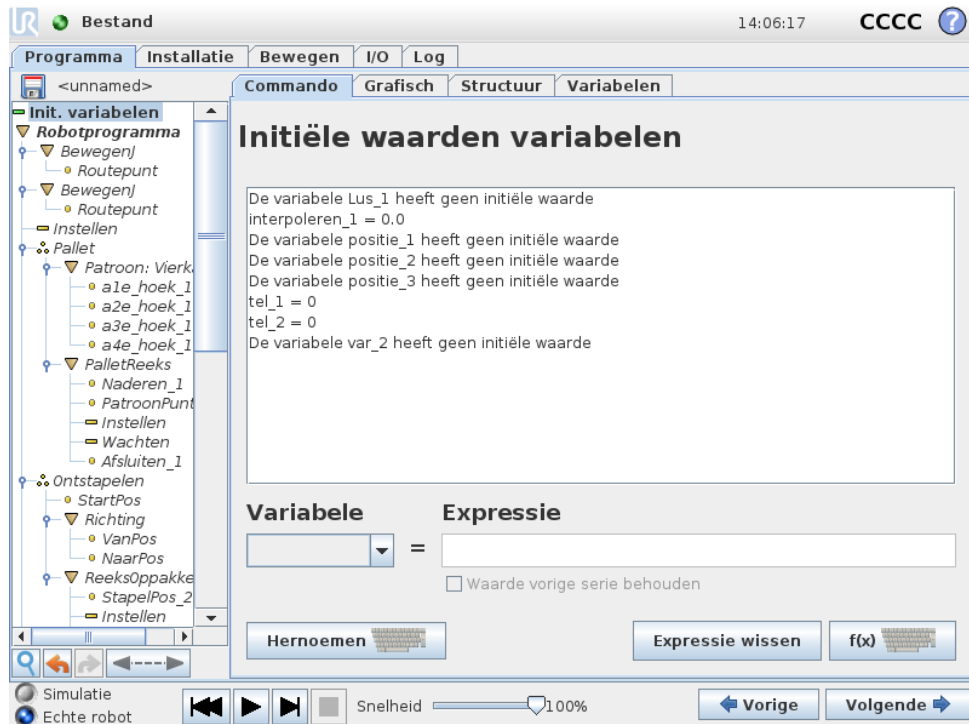 UR Bestand 14:06:17 CCCC ?
Programma Installatie Bewegen I/O Log
<unnamed>
Commando Grafisch Structuur Variabelen
Init. variabelen
Robotprogramma
BewegenJ
Routepunt
BewegenJ
Routepunt
Instellen
Pallet
Patroon: Vierk
a1e_hoek_1
a2e_hoek_1
a3e_hoek_1
a4e_hoek_1
PalletReeks
Naderen_1
PatroonPunt
Instellen
Wachten
Afsluiten_1
Ontstapelen
StartPos
Richting
VanPos
NaarPos
ReeksOppakke
StapelPos_2
Instellen
Initiële waarden variabelen
De variabele Lus_1 heeft geen initiële waarde
interpoleren_1 = 0.0
De variabele positie_1 heeft geen initiële waarde
De variabele positie_2 heeft geen initiële waarde
De variabele positie_3 heeft geen initiële waarde
tel_1 = 0
tel_2 = 0
De variabele var_2 heeft geen initiële waarde
Variabele Expressie
=
Waarde vorige serie behouden
Hernoemen Expressie wissen f(x)
Simulatie
Echte robot
Snelheid 100%
Vorige Volgende